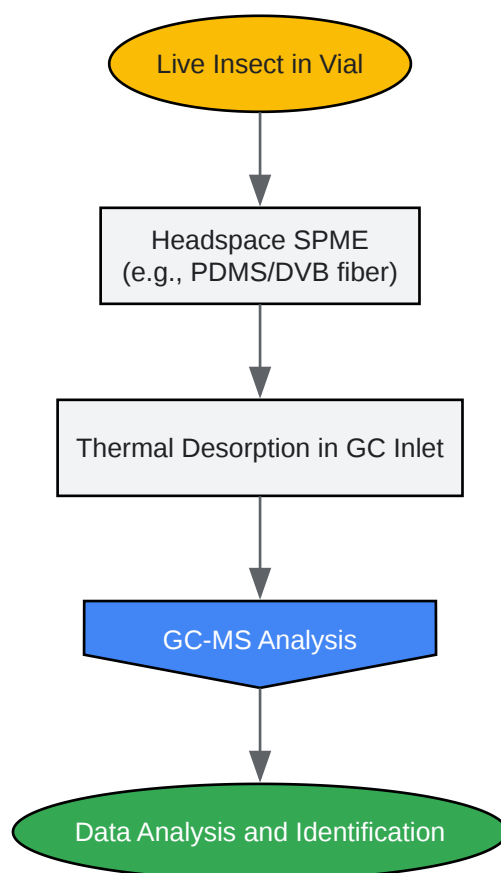 Live Insect in Vial
Headspace SPME
(e.g., PDMS/DVB fiber)
Thermal Desorption in GC Inlet
GC-MS Analysis
Data Analysis and Identification